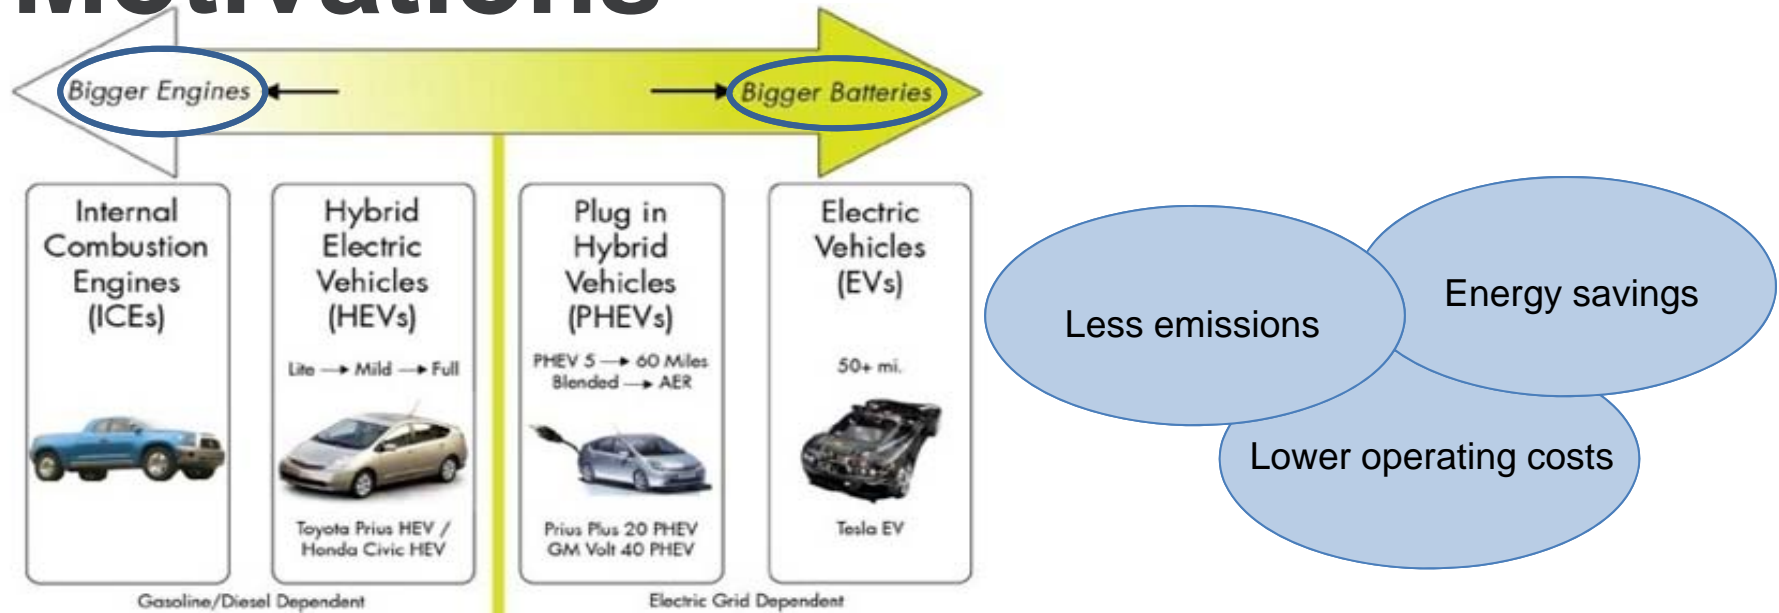 Motivations
Bigger Engines
Bigger Batteries
Internal
Combustion
Engines
(ICEs)
Hybrid
Electric
Vehicles
(HEVs)
Lite → Mild → Full
Toyota Prius HEV /
Honda Civic HEV
Plug in
Hybrid
Vehicles
(PHEVs)
PHEV 5 → 60 Miles
Blended → AER
Prius Plus 20 PHEV
GM Volt 40 PHEV
Electric
Vehicles
(EVs)
50+ mi.
Tesla EV
Gasoline/Diesel Dependent
Electric Grid Dependent
Less emissions
Energy savings
Lower operating costs